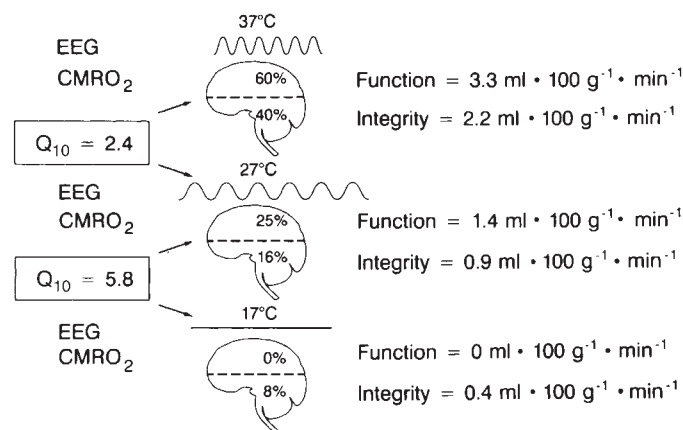 37°C
EEG
CMRO₂
60%
40%
Function = 3.3 ml • 100 g⁻¹ • min⁻¹
Integrity = 2.2 ml • 100 g⁻¹ • min⁻¹
Q₁₀ = 2.4
27°C
EEG
CMRO₂
25%
16%
Function = 1.4 ml • 100 g⁻¹ • min⁻¹
Integrity = 0.9 ml • 100 g⁻¹ • min⁻¹
Q₁₀ = 5.8
17°C
EEG
CMRO₂
0%
8%
Function = 0 ml • 100 g⁻¹ • min⁻¹
Integrity = 0.4 ml • 100 g⁻¹ • min⁻¹